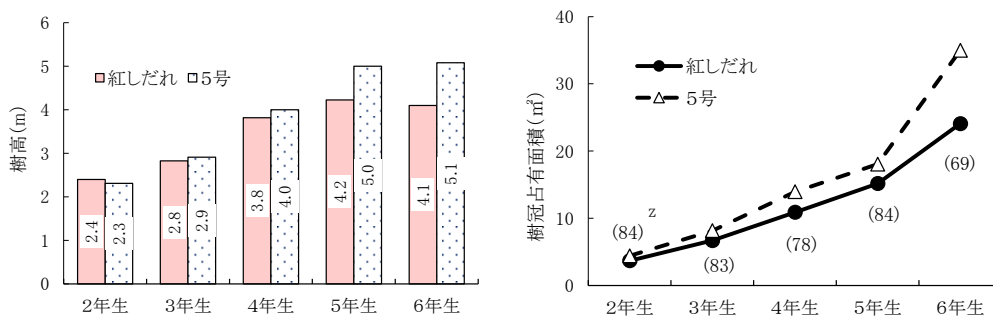 樹高(m)
6
5
4
3
2
1
0
紅しだれ 5号
2.4 2.3 2.8 2.9 3.8 4.0 4.2 5.0 4.1 5.1
2年生 3年生 4年生 5年生 6年生
樹冠占有面積(㎡)
40
30
20
10
0
紅しだれ
5号
z
(84) (83) (78) (84) (69)
2年生 3年生 4年生 5年生 6年生